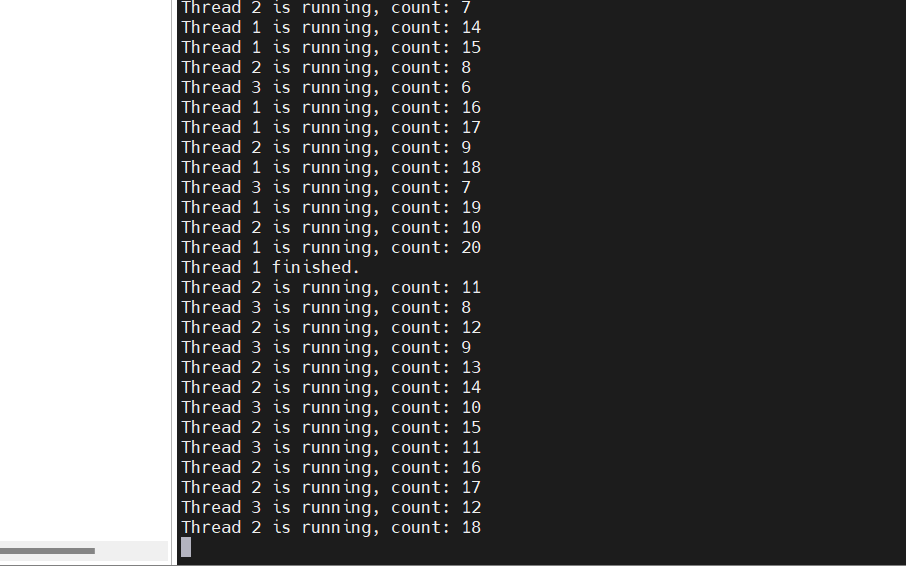 Thread 2 is running, count: 7
Thread 1 is running, count: 14
Thread 1 is running, count: 15
Thread 2 is running, count: 8
Thread 3 is running, count: 6
Thread 1 is running, count: 16
Thread 1 is running, count: 17
Thread 2 is running, count: 9
Thread 1 is running, count: 18
Thread 3 is running, count: 7
Thread 1 is running, count: 19
Thread 2 is running, count: 10
Thread 1 is running, count: 20
Thread 1 finished.
Thread 2 is running, count: 11
Thread 3 is running, count: 8
Thread 2 is running, count: 12
Thread 3 is running, count: 9
Thread 2 is running, count: 13
Thread 2 is running, count: 14
Thread 3 is running, count: 10
Thread 2 is running, count: 15
Thread 3 is running, count: 11
Thread 2 is running, count: 16
Thread 2 is running, count: 17
Thread 3 is running, count: 12
Thread 2 is running, count: 18